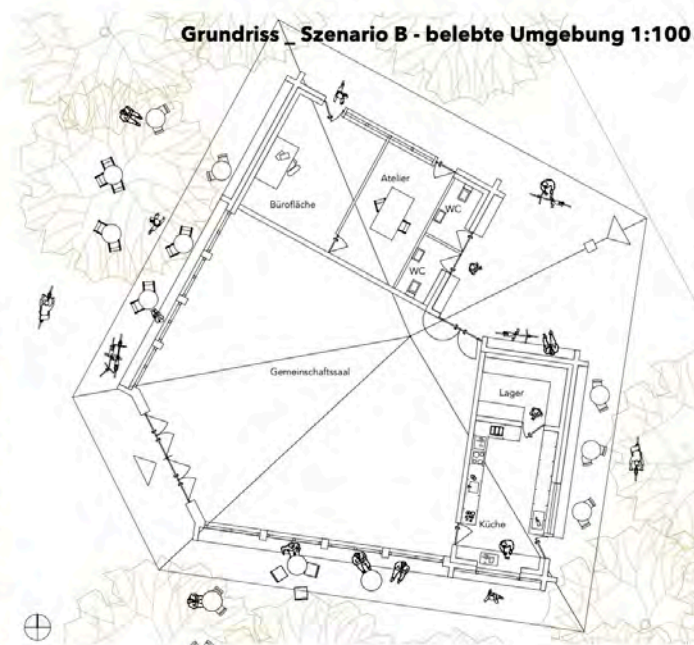 Grundriss _ Szenario B - belebte Umgebung 1:100
Atelier
Bürofläche
WC
WC
Gemeinschaftssaal
Lager
Küche